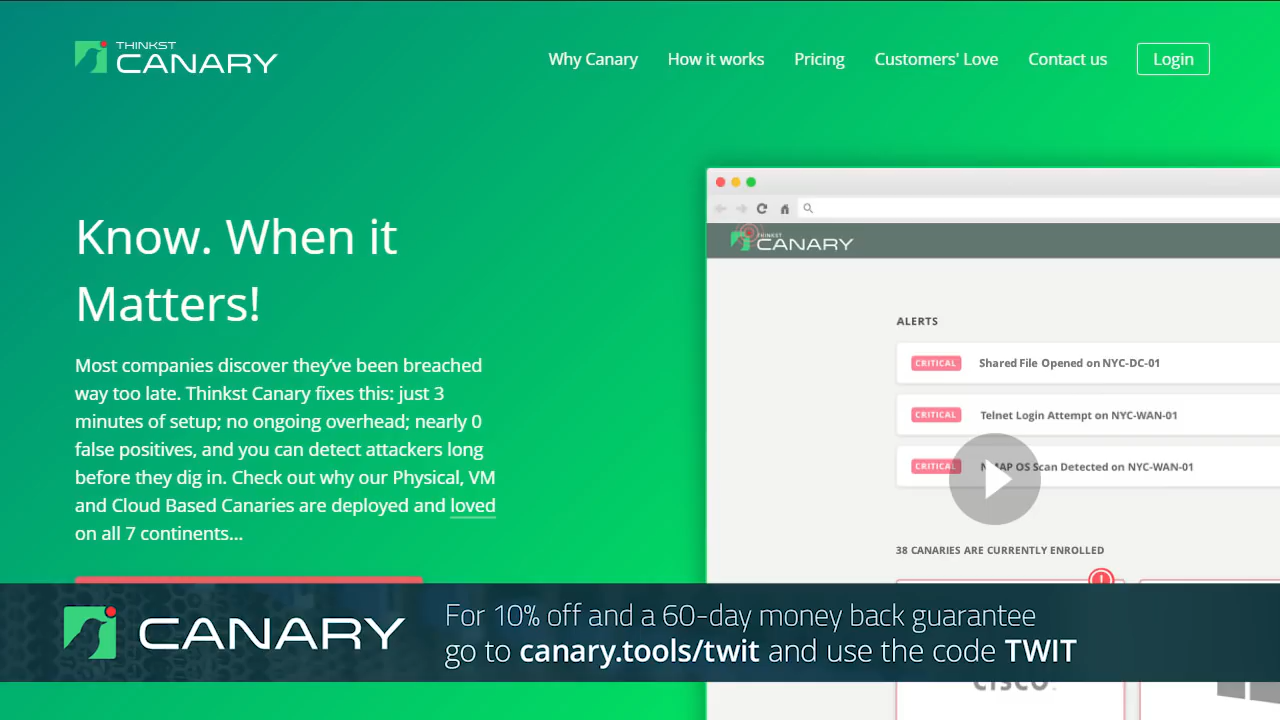 THINKST
CANARY
Why Canary
How it works
Pricing
Customers' Love
Contact us
Login
Know. When it
Matters!
Most companies discover they've been breached
way too late. Thinkst Canary fixes this: just 3
minutes of setup; no ongoing overhead; nearly 0
false positives, and you can detect attackers long
before they dig in. Check out why our Physical, VM
and Cloud Based Canaries are deployed and loved
on all 7 continents...
THINKST
CANARY
ALERTS
CRITICAL Shared File Opened on NYC-DC-01
CRITICAL Telnet Login Attempt on NYC-WAN-01
CRITICAL NMAP OS Scan Detected on NYC-WAN-01
38 CANARIES ARE CURRENTLY ENROLLED
CANARY
For 10% off and a 60-day money back guarantee
go to canary.tools/twit and use the code TWIT
CISCO